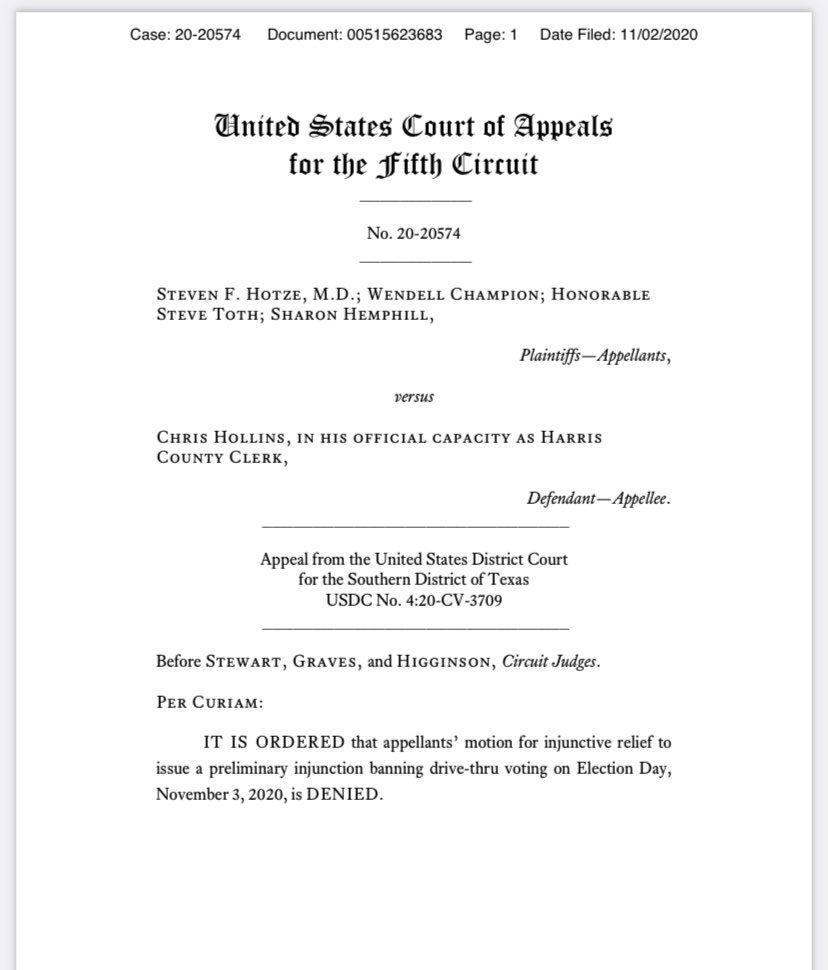 Case: 20-20574 Document: 00515623683 Page: 1 Date Filed: 11/02/2020
United States Court of Appeals
for the Fifth Circuit
No. 20-20574
Steven F. Hotze, M.D.; Wendell Champion; Honorable
Steve Toth; Sharon Hemphill,
Plaintiffs—Appellants,
versus
Chris Hollins, in his official capacity as Harris
County Clerk,
Defendant—Appellee.
Appeal from the United States District Court
for the Southern District of Texas
USDC No. 4:20-CV-3709
Before Stewart, Graves, and Higginson, Circuit Judges.
Per Curiam:
IT IS ORDERED that appellants’ motion for injunctive relief to
issue a preliminary injunction banning drive-thru voting on Election Day,
November 3, 2020, is DENIED.